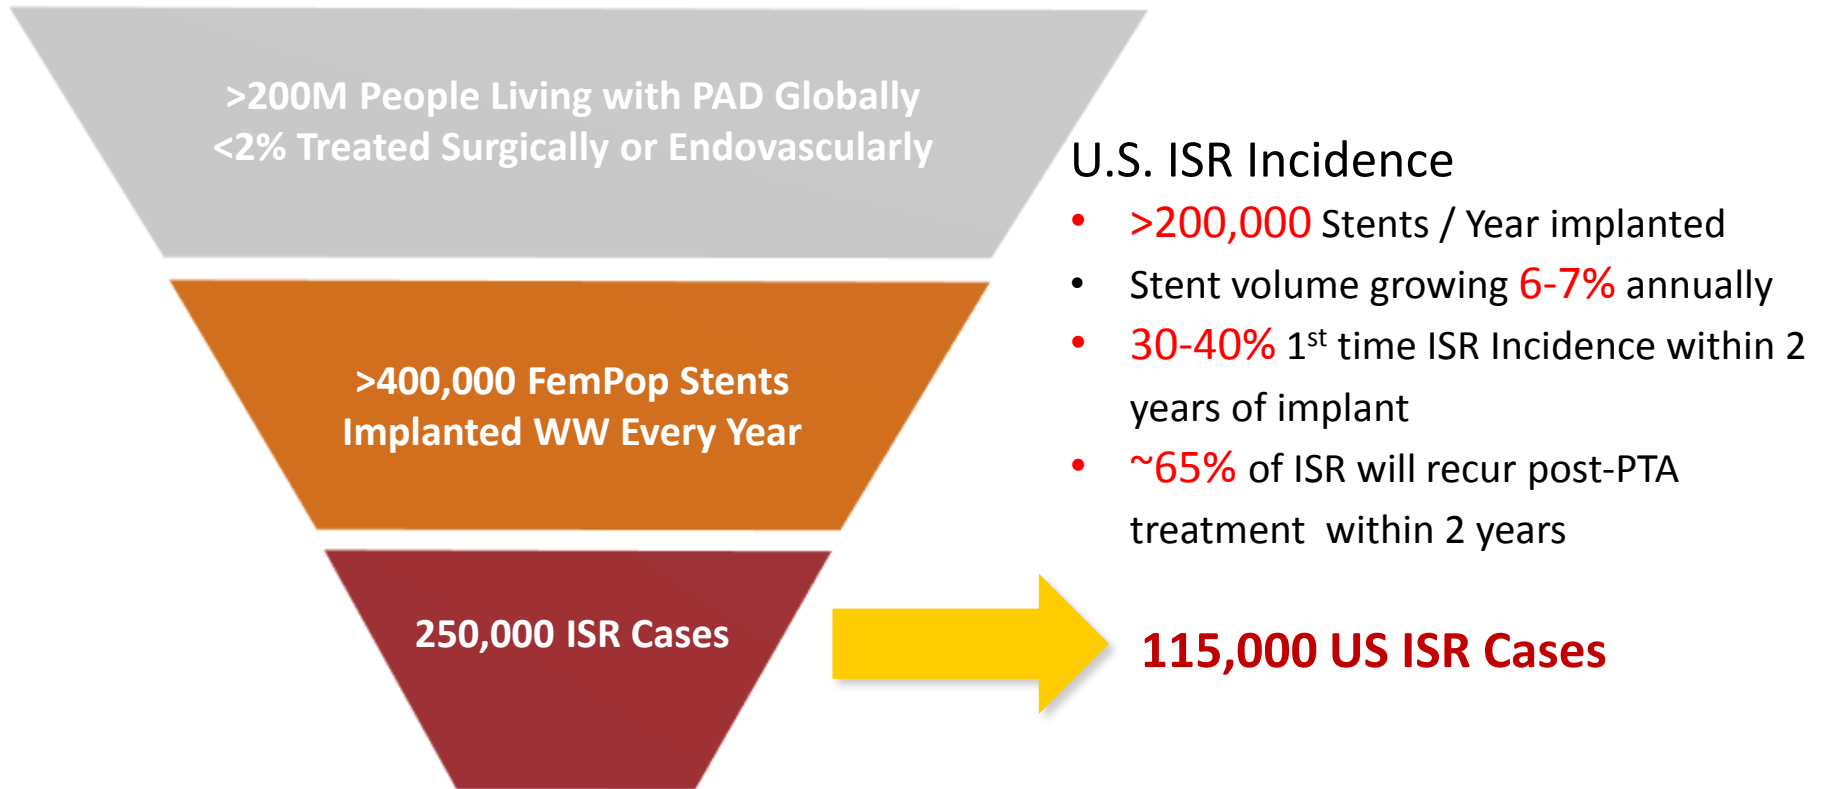 >200M People Living with PAD Globally
<2% Treated Surgically or Endovascularly
>400,000 FemPop Stents
Implanted WW Every Year
250,000 ISR Cases
U.S. ISR Incidence
• >200,000 Stents / Year implanted
• Stent volume growing 6-7% annually
• 30-40% 1st time ISR Incidence within 2
years of implant
• ~65% of ISR will recur post-PTA
treatment  within 2 years
115,000 US ISR Cases